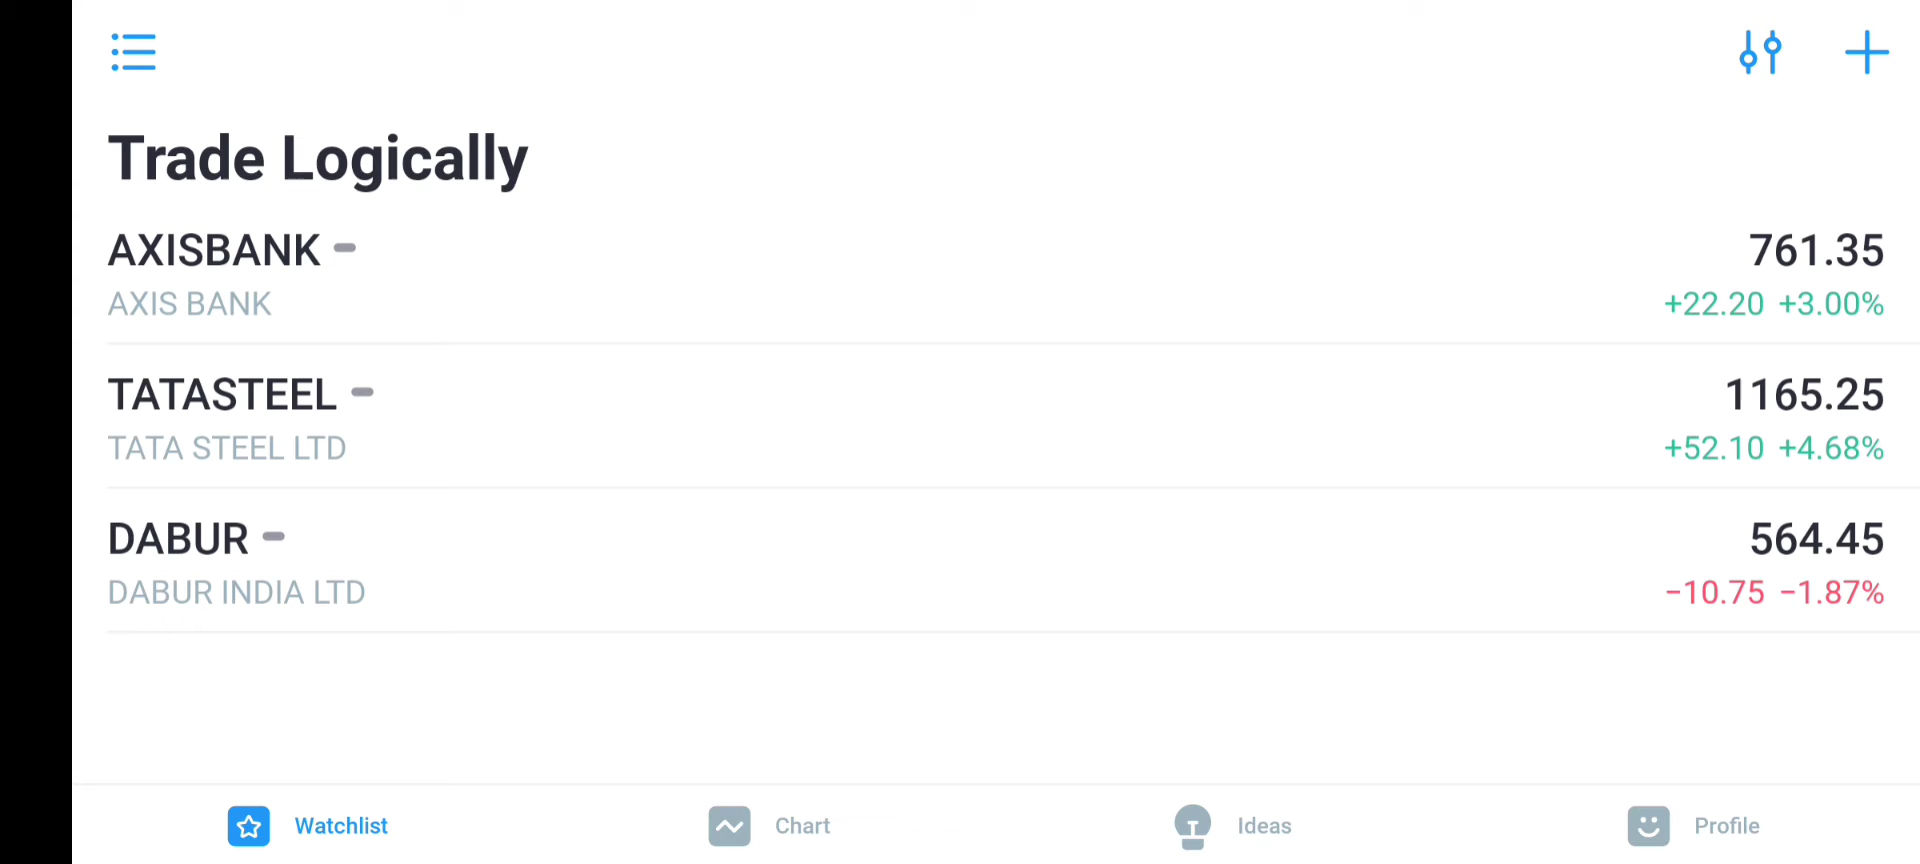 Trade Logically
AXISBANK
761.35
AXIS BANK
+22.20 +3.00%
TATASTEEL
1165.25
TATA STEEL LTD
+52.10 +4.68%
DABUR
564.45
DABUR INDIA LTD
−10.75 −1.87%
Watchlist
Chart
Ideas
Profile